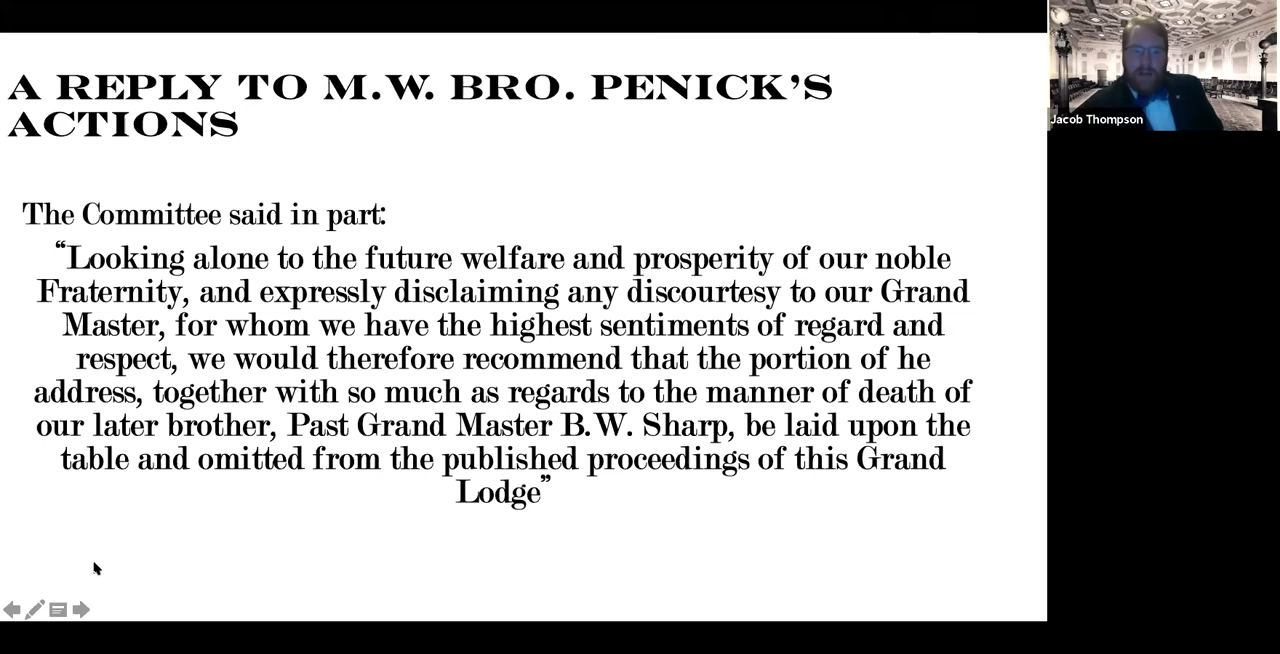 A REPLY TO M.W. BRO. PENICK’S
ACTIONS
The Committee said in part:
“Looking alone to the future welfare and prosperity of our noble
Fraternity, and expressly disclaiming any discourtesy to our Grand
Master, for whom we have the highest sentiments of regard and
respect, we would therefore recommend that the portion of he
address, together with so much as regards to the manner of death of
our later brother, Past Grand Master B.W. Sharp, be laid upon the
table and omitted from the published proceedings of this Grand
Lodge”
Jacob Thompson